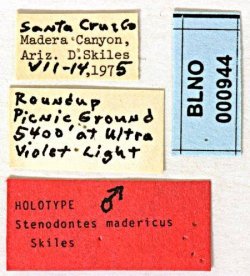 Santa Cruz Co
Madera Canyon,
Ariz. D.Skiles
VII-14,1975
Roundup
Picnic Ground
5400' at Ultra
Violet Light
BLNO
000944
HOLOTYPE ♂
Stenodontes madericus
Skiles